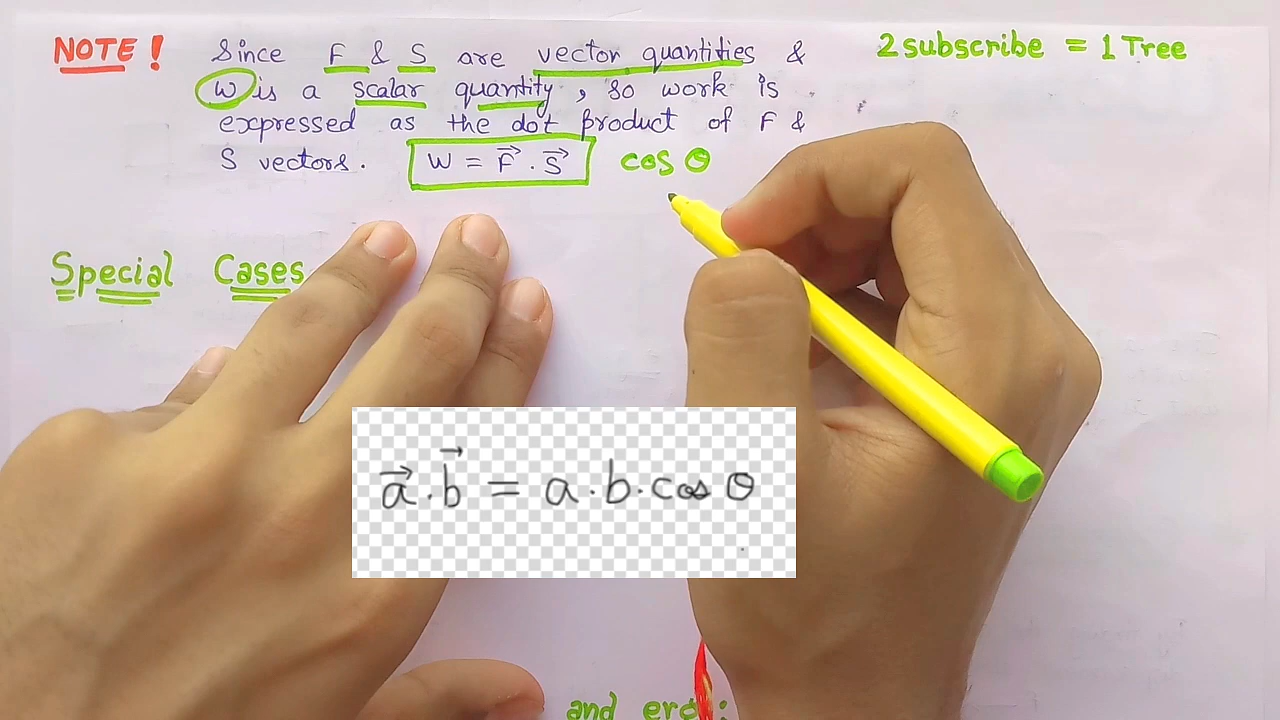 NOTE! Since F & S are vector quantities & 2 subscribe = 1 Tree
W is a scalar quantity, so work is
expressed as the dot product of F &
S vectors. W = F⃗ . S⃗ cos θ
Special Cases
a⃗ . b⃗ = a . b . cos θ
and erg :